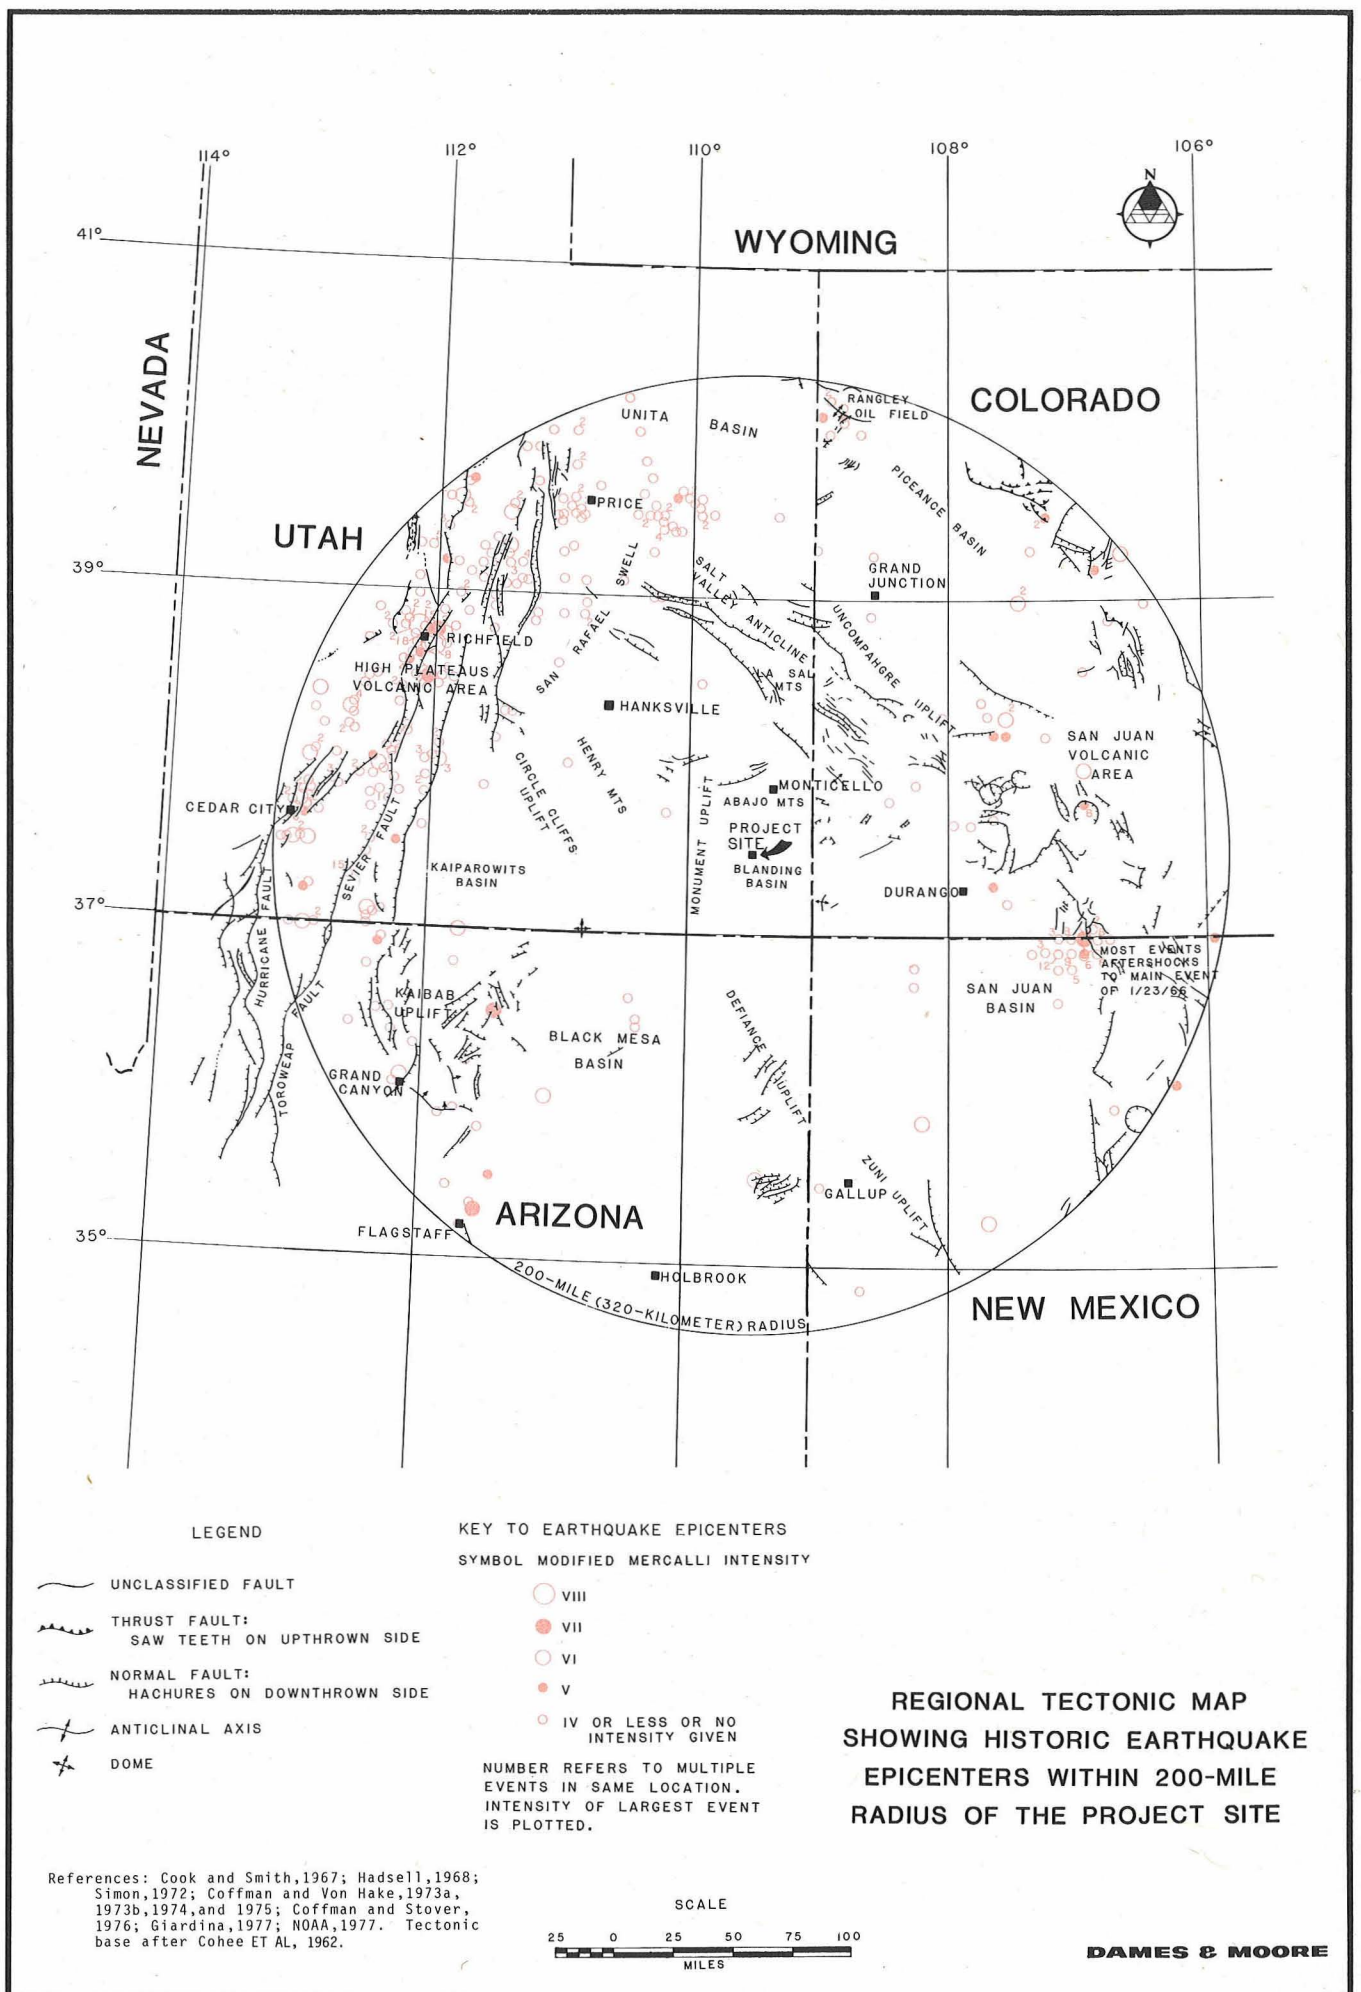 114°
112°
110°
108°
106°
N
41°
WYOMING
NEVADA
COLORADO
RANGLEY
OIL FIELD
UNITA BASIN
PICEANCE BASIN
PRICE
UTAH
39°
SWELL
SAN RAFAEL
SALT
VALLEY ANTICLINE
GRAND
JUNCTION
UNCOMPAHGRE UPLIFT
RICHFIELD
HIGH PLATEAUS
VOLCANIC AREA
LA SAL
MTS
HANKSVILLE
SAN JUAN
VOLCANIC
AREA
HENRY MTS
CIRCLE CLIFFS
UPLIFT
MONTICELLO
ABAJO MTS
CEDAR CITY
MONUMENT UPLIFT
PROJECT
SITE
BLANDING
BASIN
SEVIER FAULT
KAIPAROWITS
BASIN
DURANGO
37°
HURRICANE FAULT
MOST EVENTS
AFTERSHOCKS
TO MAIN EVENT
OF 1/23/66
SAN JUAN
BASIN
KAIBAB
UPLIFT
TOROWEAP FAULT
DEFIANCE UPLIFT
BLACK MESA
BASIN
GRAND
CANYON
ZUNI UPLIFT
GALLUP
ARIZONA
FLAGSTAFF
35°
HOLBROOK
200-MILE (320-KILOMETER) RADIUS
NEW MEXICO
LEGEND
UNCLASSIFIED FAULT
THRUST FAULT:
SAW TEETH ON UPTHROWN SIDE
NORMAL FAULT:
HACHURES ON DOWNTHROWN SIDE
ANTICLINAL AXIS
DOME
KEY TO EARTHQUAKE EPICENTERS
SYMBOL MODIFIED MERCALLI INTENSITY
VIII
VII
VI
V
IV OR LESS OR NO
INTENSITY GIVEN
NUMBER REFERS TO MULTIPLE
EVENTS IN SAME LOCATION.
INTENSITY OF LARGEST EVENT
IS PLOTTED.
REGIONAL TECTONIC MAP
SHOWING HISTORIC EARTHQUAKE
EPICENTERS WITHIN 200-MILE
RADIUS OF THE PROJECT SITE
References: Cook and Smith,1967; Hadsell,1968;
Simon,1972; Coffman and Von Hake,1973a,
1973b,1974,and 1975; Coffman and Stover,
1976; Giardina,1977; NOAA,1977. Tectonic
base after Cohee ET AL, 1962.
SCALE
25 0 25 50 75 100
MILES
DAMES & MOORE